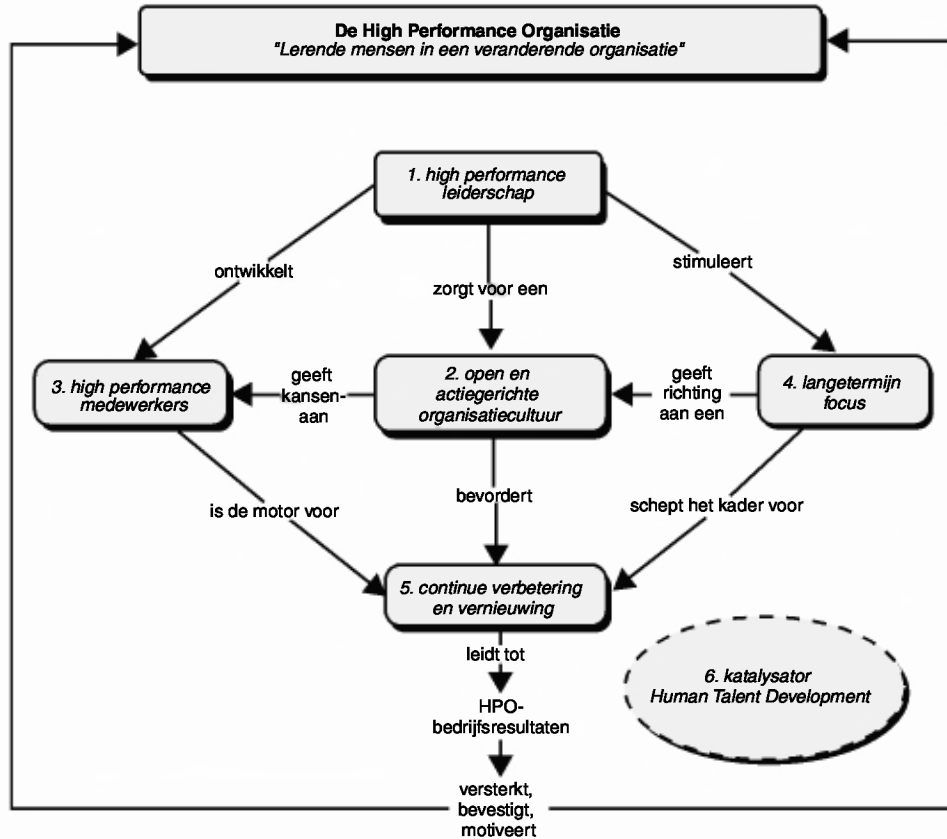 De High Performance Organisatie
"Lerende mensen in een veranderende organisatie"
1. high performance
leiderschap
ontwikkelt
zorgt voor een
stimuleert
3. high performance
medewerkers
geeft
kansen-
aan
2. open en
actiegerichte
organisatiecultuur
geeft
richting
aan een
4. langetermijn
focus
is de motor voor
bevordert
schept het kader voor
5. continue verbetering
en vernieuwing
leidt tot
6. katalysator
Human Talent Development
HPO-
bedrijfsresultaten
versterkt,
bevestigt,
motiveert